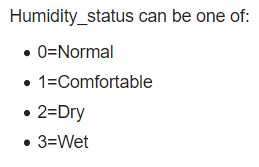 Humidity_status can be one of:
• 0=Normal
• 1=Comfortable
• 2=Dry
• 3=Wet